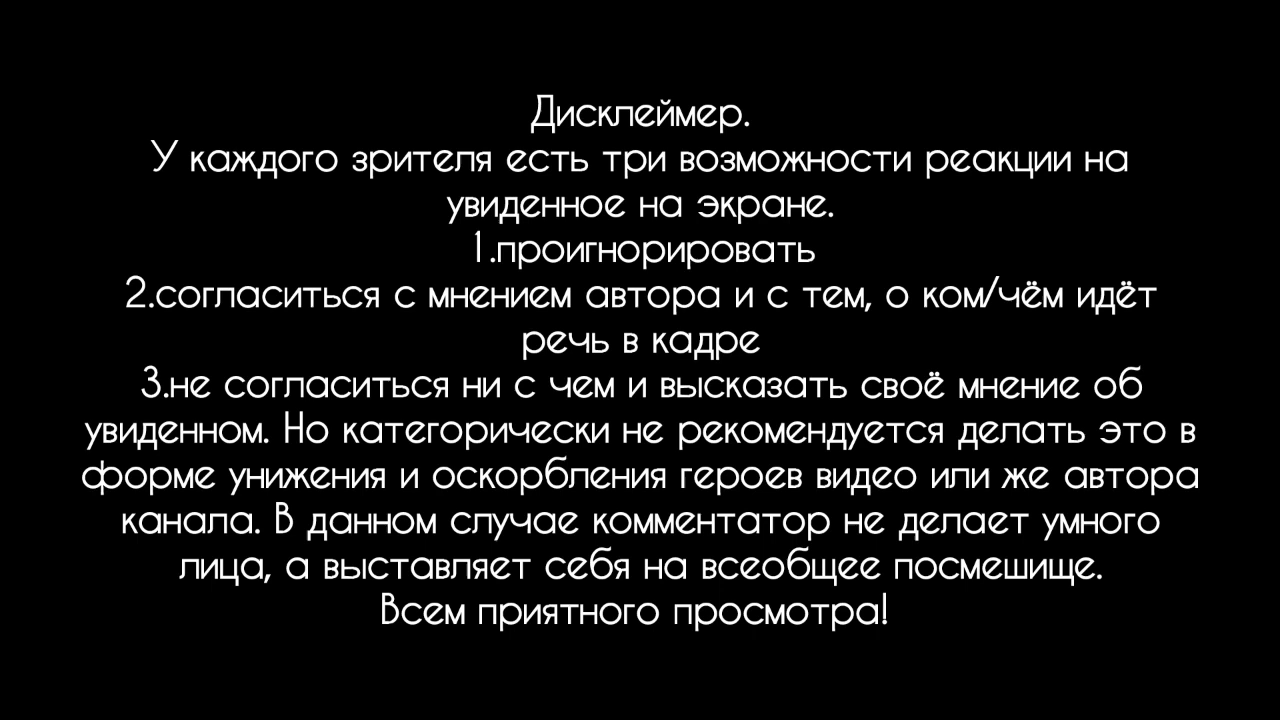 Дисклеймер.
У каждого зрителя есть три возможности реакции на
увиденное на экране.
1.проигнорировать
2.согласиться с мнением автора и с тем, о ком/чём идёт
речь в кадре
3.не согласиться ни с чем и высказать своё мнение об
увиденном. Но категорически не рекомендуется делать это в
форме унижения и оскорбления героев видео или же автора
канала. В данном случае комментатор не делает умного
лица, а выставляет себя на всеобщее посмешище.
Всем приятного просмотра!